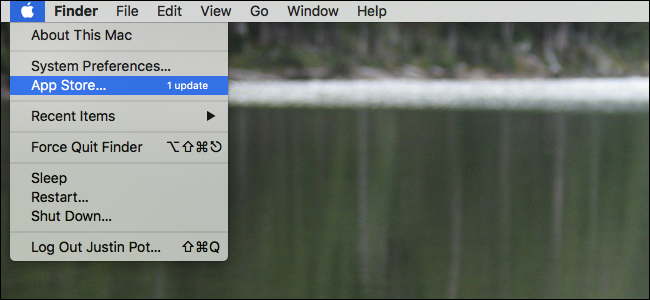 Finder File Edit View Go Window Help
About This Mac
System Preferences...
App Store... 1 update
Recent Items ▶
Force Quit Finder ⌥⇧⌘⎋
Sleep
Restart...
Shut Down...
Log Out Justin Pot... ⇧⌘Q